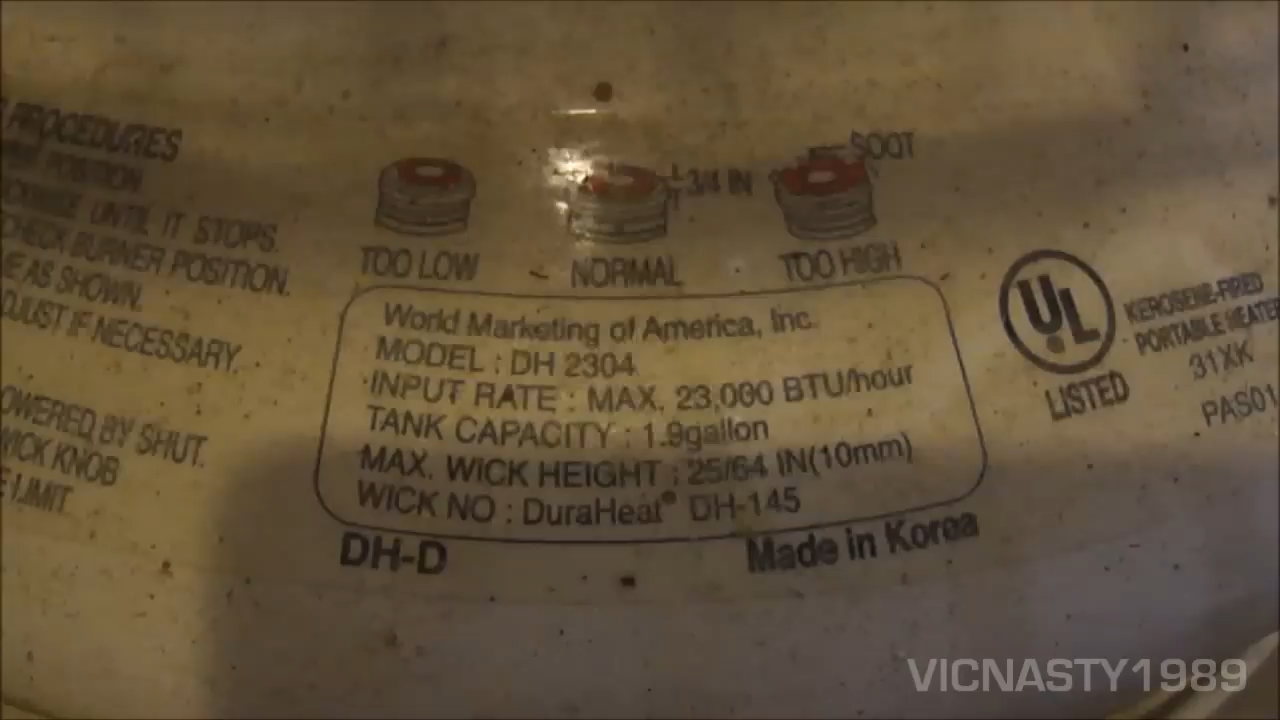 PROCEDURES
POSITION
UNTIL IT STOPS.
CHECK BURNER POSITION.
AS SHOWN.
ADJUST IF NECESSARY.
BY SHUT.
WICK KNOB
LIMIT
SOOT
3/4 IN
TOO LOW
NORMAL
TOO HIGH
World Marketing of America, Inc.
MODEL : DH 2304
INPUT RATE : MAX. 23,000 BTU/hour
TANK CAPACITY : 1.9gallon
MAX. WICK HEIGHT : 25/64 IN(10mm)
WICK NO : DuraHeat® DH-145
DH-D
Made in Korea
UL
LISTED
KEROSENE-FIRED
PORTABLE HEATER
31XK
PAS01
VICNASTY1989